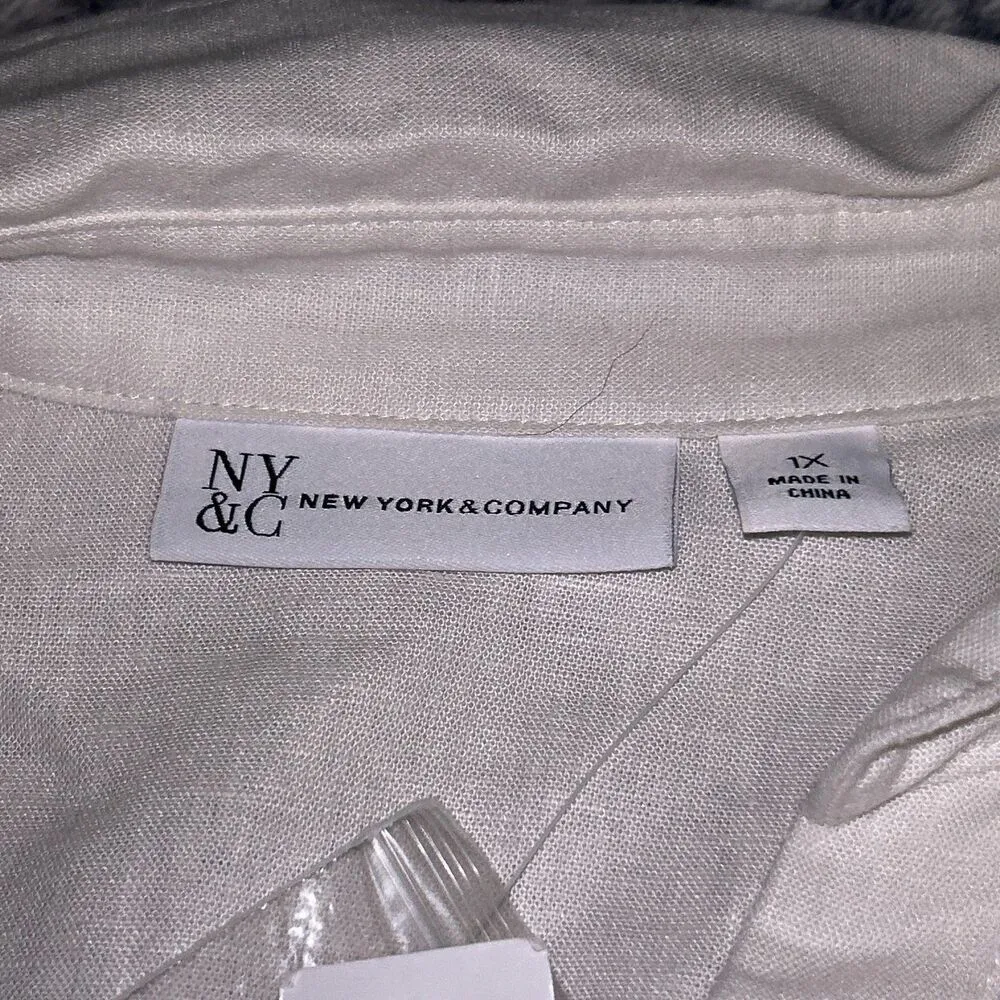 NY
&C
NEW YORK & COMPANY
1X
MADE IN
CHINA